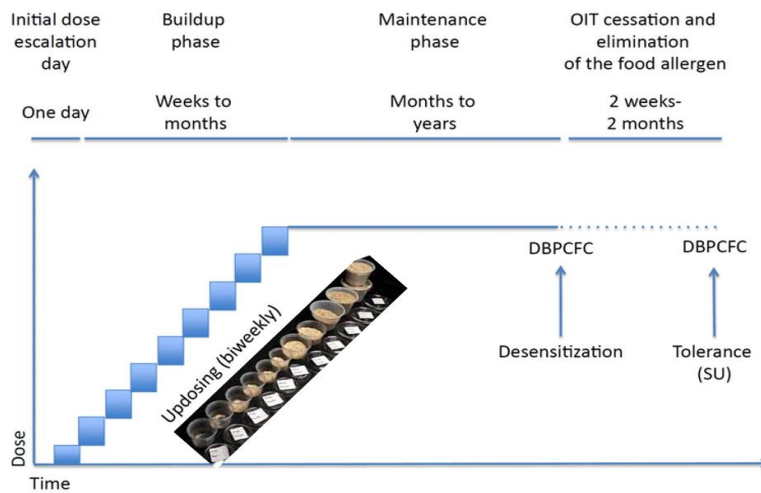 Initial dose
escalation
day
Buildup
phase
Maintenance
phase
OIT cessation and
elimination
of the food allergen
One day
Weeks to
months
Months to
years
2 weeks-
2 months
DBPCFC
DBPCFC
Updosing (biweekly)
Desensitization
Tolerance
(SU)
Dose
Time